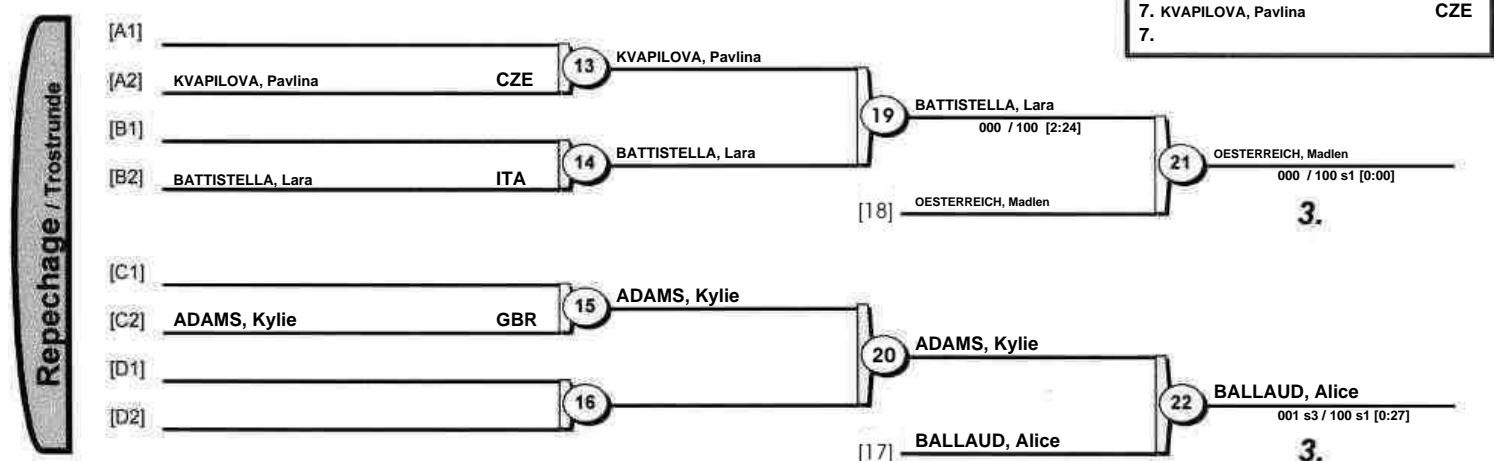 7. KVAPILOVA, Pavlina CZE
7.
Repechage / Trostrunde
[A1]
13
KVAPILOVA, Pavlina
[A2] KVAPILOVA, Pavlina CZE
19
BATTISTELLA, Lara
000 / 100 [2:24]
[B1]
14
BATTISTELLA, Lara
[B2] BATTISTELLA, Lara ITA
21
OESTERREICH, Madlen
000 / 100 s1 [0:00]
[18] OESTERREICH, Madlen
3.
[C1]
15
ADAMS, Kylie
[C2] ADAMS, Kylie GBR
20
ADAMS, Kylie
[D1]
16
[D2]
22
BALLAUD, Alice
001 s3 / 100 s1 [0:27]
[17] BALLAUD, Alice
3.